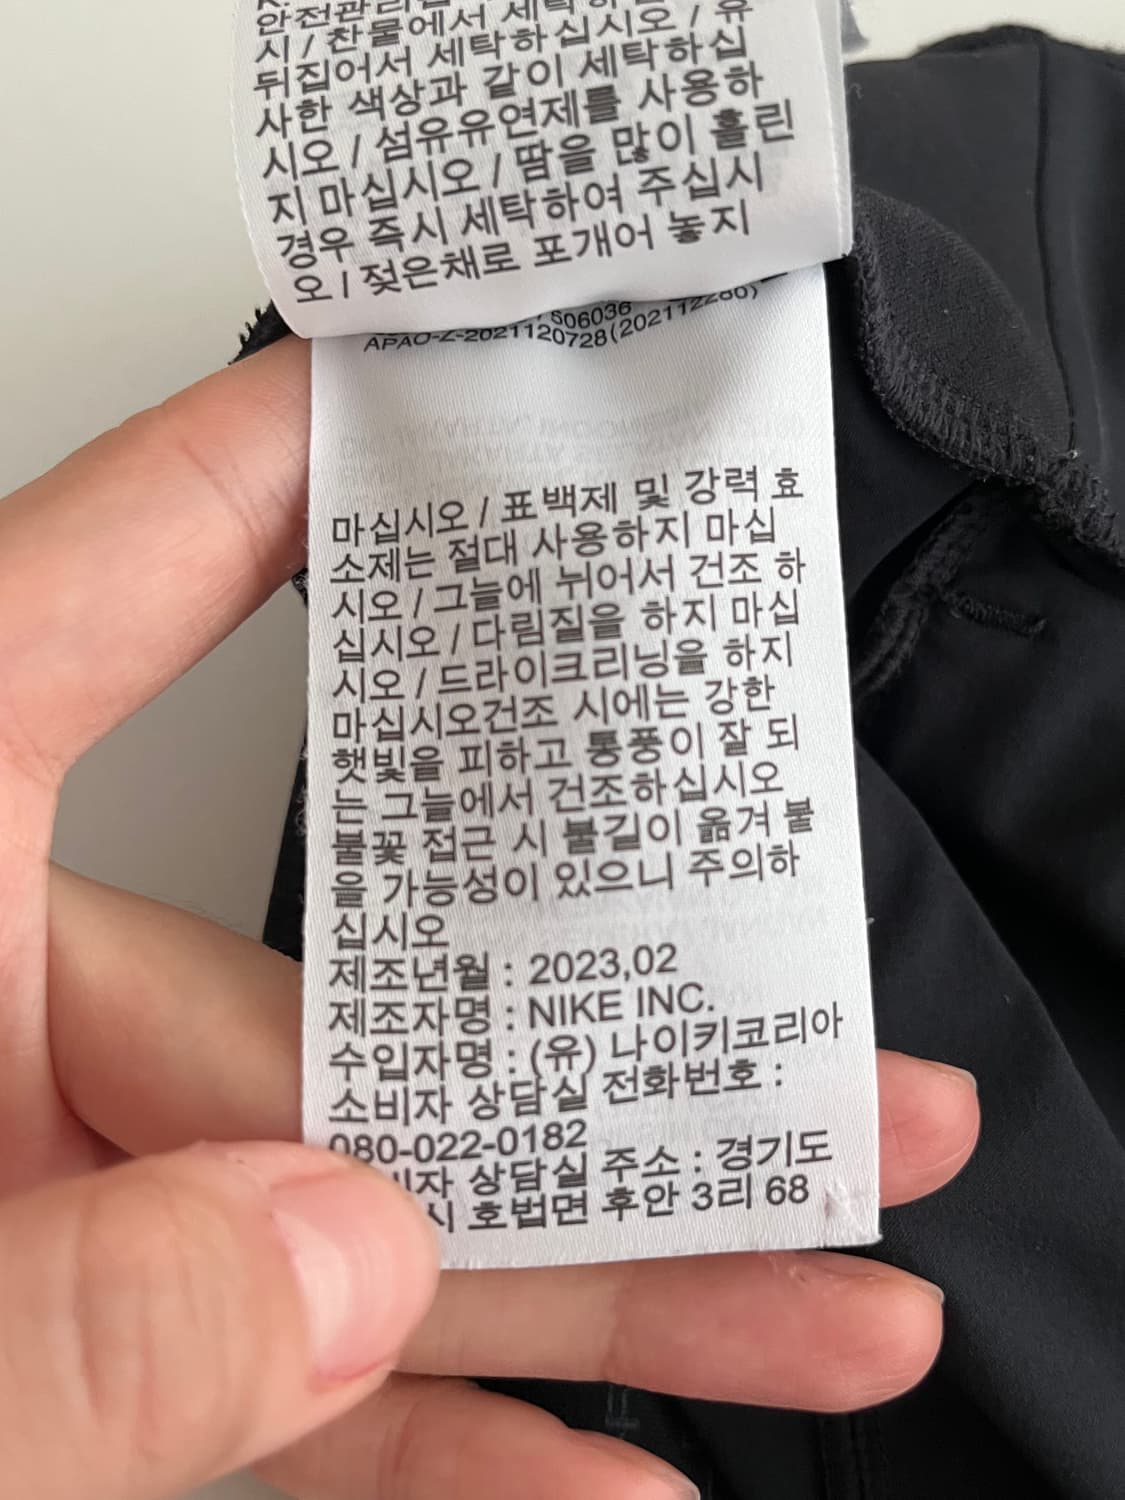 안전관리
시 / 찬물에서 세탁하
뒤집어서 세탁하십시오 / 유
사한 색상과 같이 세탁하십
시오 / 섬유유연제를 사용하
지 마십시오 / 땀을 많이 흘린
경우 즉시 세탁하여 주십시
오 / 젖은채로 포개어 놓지
S06036
APAO-Z-2021120728(202112280)
마십시오 / 표백제 및 강력 효
소제는 절대 사용하지 마십
시오 / 그늘에 뉘어서 건조 하
십시오 / 다림질을 하지 마십
시오 / 드라이크리닝을 하지
마십시오건조 시에는 강한
햇빛을 피하고 통풍이 잘 되
는 그늘에서 건조하십시오
불꽃 접근 시 불길이 옮겨 붙
을 가능성이 있으니 주의하
십시오
제조년월 : 2023,02
제조자명 : NIKE INC.
수입자명 : (유) 나이키코리아
소비자 상담실 전화번호 :
080-022-0182
비자 상담실 주소 : 경기도
시 호법면 후안 3리 68